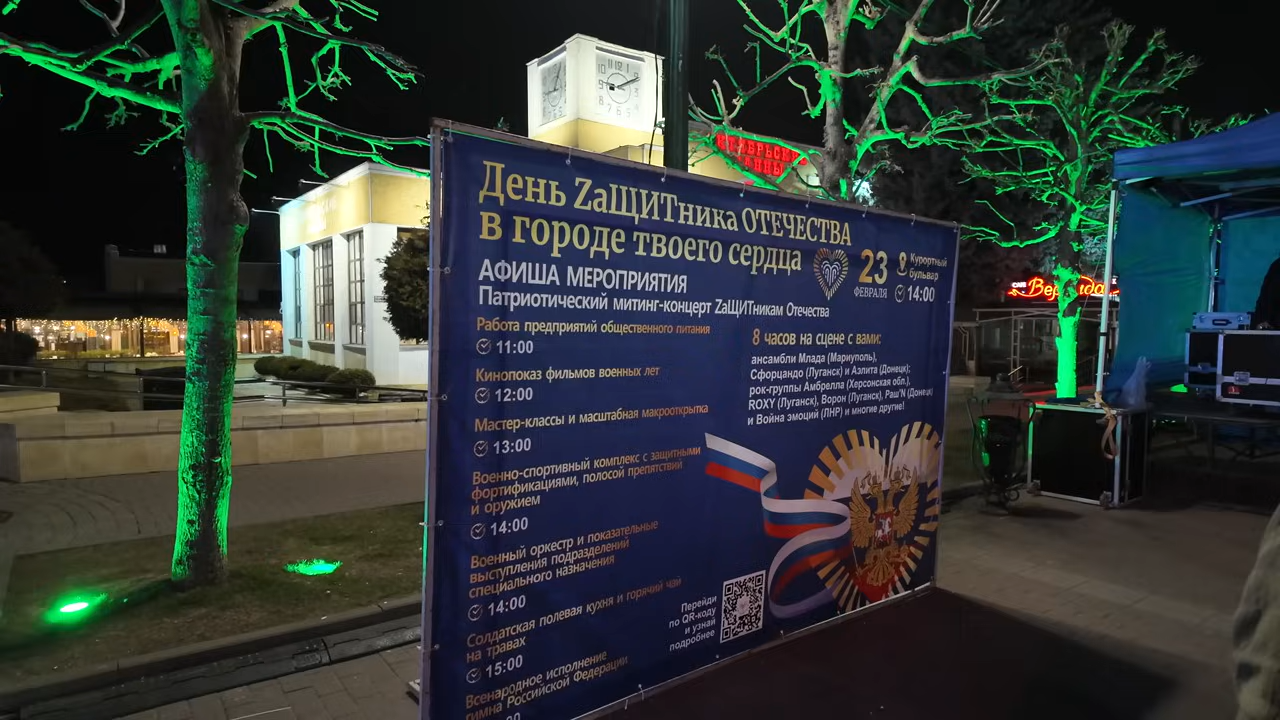 День ZаЩИТника ОТЕЧЕСТВА
в городе твоего сердца
23
ФЕВРАЛЯ
Курортный
бульвар
14:00
АФИША МЕРОПРИЯТИЯ
Патриотический митинг-концерт ZаЩИТникам Отечества
Работа предприятий общественного питания
11:00
Кинопоказ фильмов военных лет
12:00
Мастер-классы и масштабная макрооткрытка
13:00
Военно-спортивный комплекс с защитными
фортификациями, полосой препятствий
и оружием
14:00
Военный оркестр и показательные
выступления подразделений
специального назначения
14:00
Солдатская полевая кухня и горячий чай
на травах
15:00
Всенародное исполнение
гимна Российской Федерации
8 часов на сцене с вами:
ансамбли Млада (Мариуполь),
Сфорцандо (Луганск) и Аэлита (Донецк);
рок-группы Амбрелла (Херсонская обл.),
ROXY (Луганск), Ворон (Луганск), Раш'N (Донецк)
и Война эмоций (ЛНР) и многие другие!
Перейди
по QR-коду
и узнай
подробнее